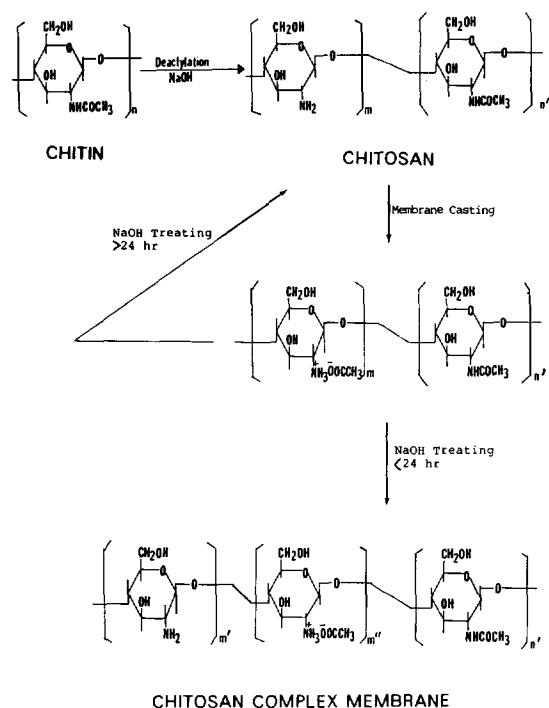 CH2OH
O
O
OH
NHCOCH3
n
Deactylation
NaOH
CH2OH
O
O
OH
NH2
m
CH2OH
O
O
OH
NHCOCH3
n'
CHITIN
CHITOSAN
NaOH Treating
>24 hr
Membrane Casting
CH2OH
O
O
OH
+ -
NH3OOCCH3
m
CH2OH
O
O
OH
NHCOCH3
n'
NaOH Treating
<24 hr
CH2OH
O
O
OH
NH2
m'
CH2OH
O
O
OH
+ -
NH3OOCCH3
m''
CH2OH
O
O
OH
NHCOCH3
n'
CHITOSAN COMPLEX MEMBRANE